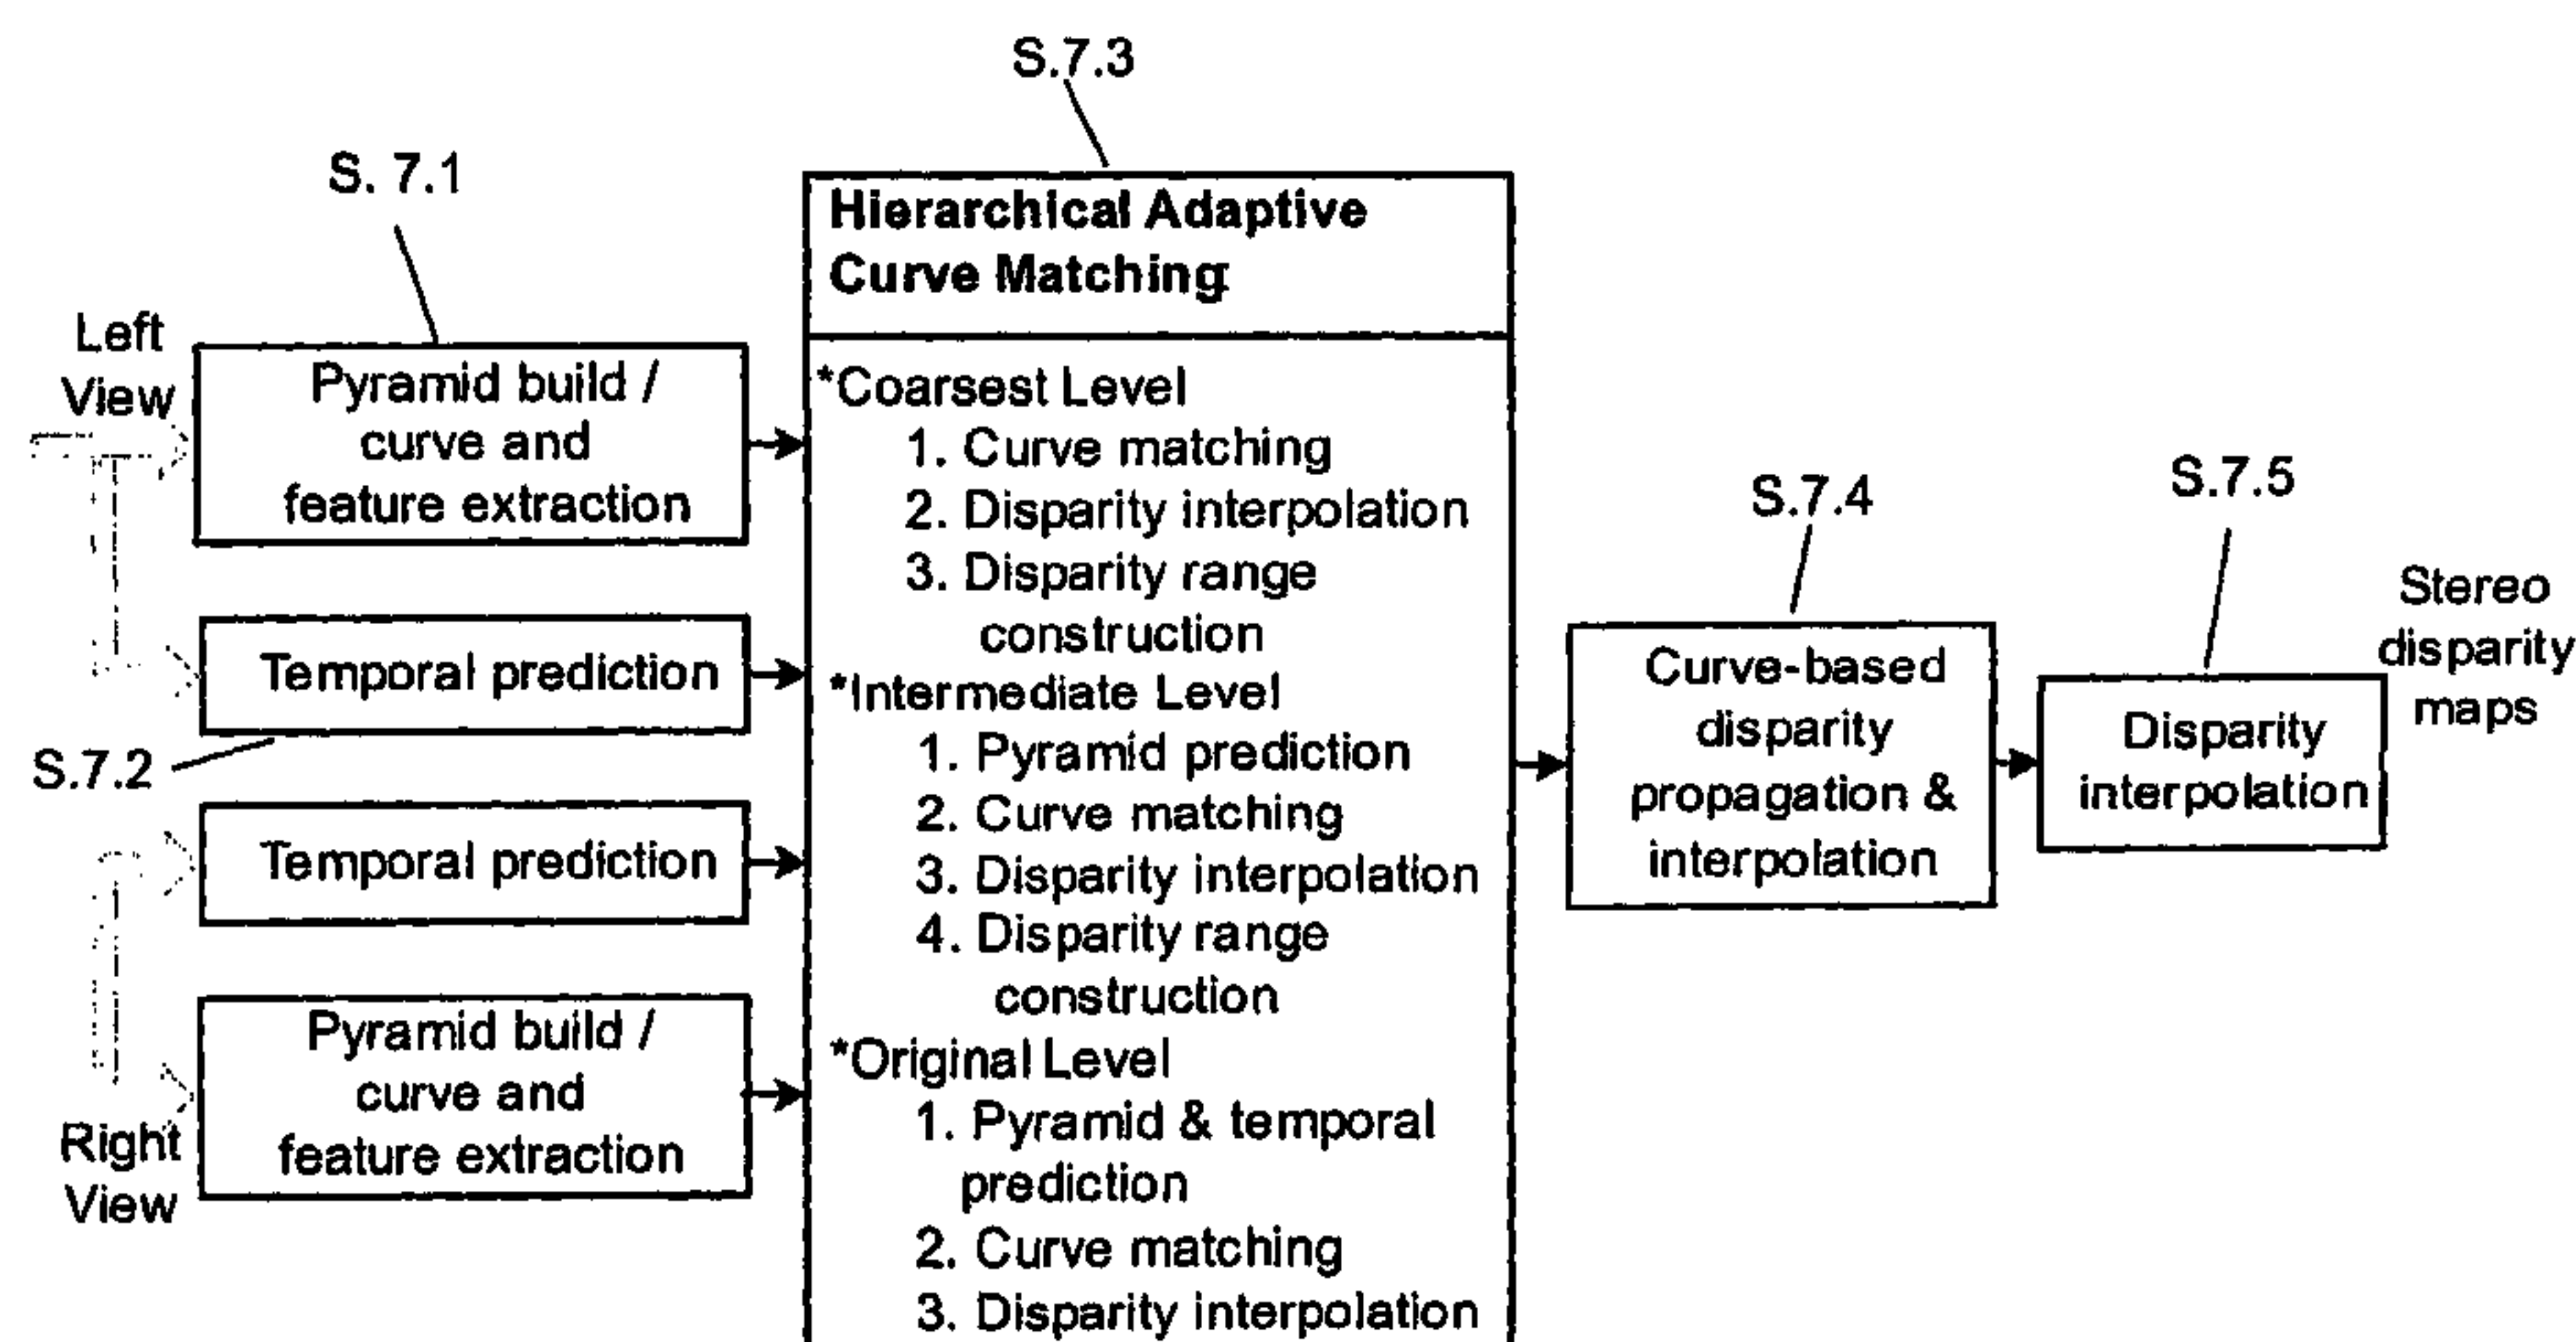 S.7.3
S. 7.1
Hierarchical Adaptive
Curve Matching
Left
View
Pyramid build /
curve and
feature extraction
*Coarsest Level
1. Curve matching
2. Disparity interpolation
3. Disparity range
construction
Temporal prediction
S.7.2
*Intermediate Level
1. Pyramid prediction
2. Curve matching
3. Disparity interpolation
4. Disparity range
construction
Temporal prediction
Pyramid build /
curve and
feature extraction
Right
View
*Original Level
1. Pyramid & temporal
prediction
2. Curve matching
3. Disparity interpolation
S.7.4
Curve-based
disparity
propagation &
interpolation
S.7.5
Disparity
interpolation
Stereo
disparity
maps